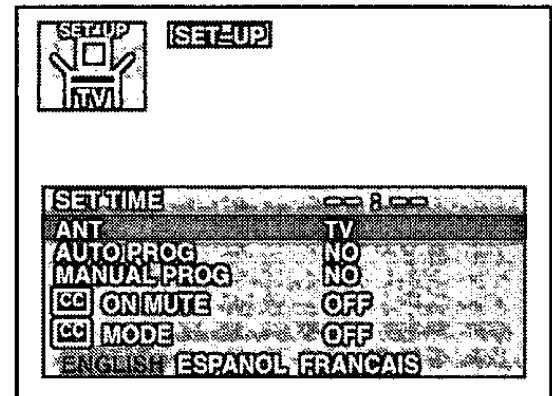 SET-UP SET-UP
TV
SET TIME -- : --
ANT TV
AUTO PROG NO
MANUAL PROG NO
CC ON MUTE OFF
CC MODE OFF
ENGLISH ESPANOL FRANCAIS